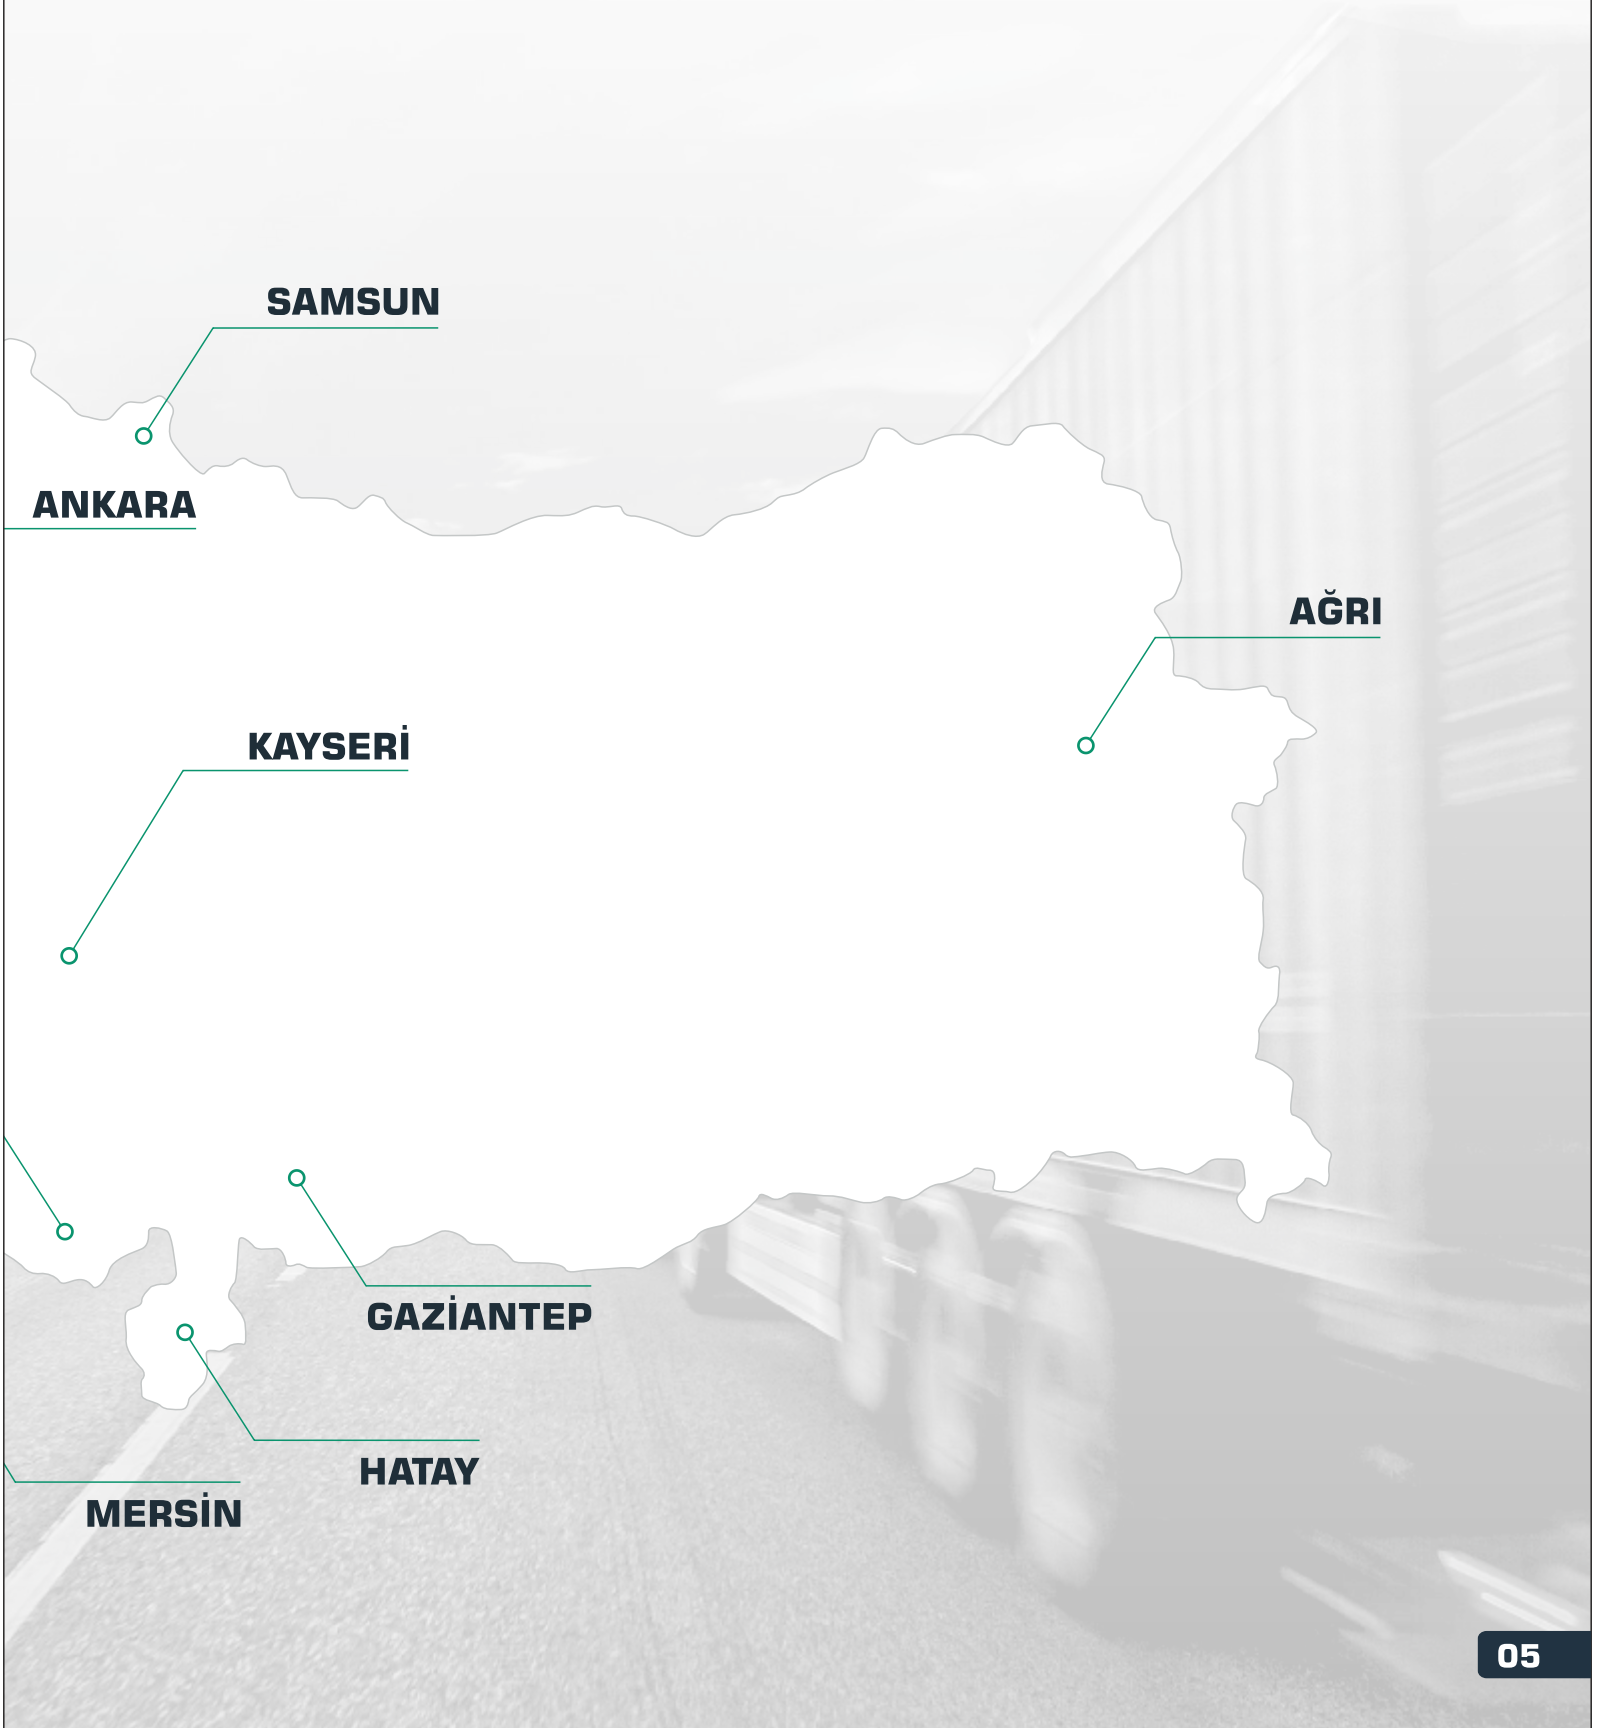 SAMSUN
ANKARA
AĞRI
KAYSERİ
GAZİANTEP
HATAY
MERSİN
05